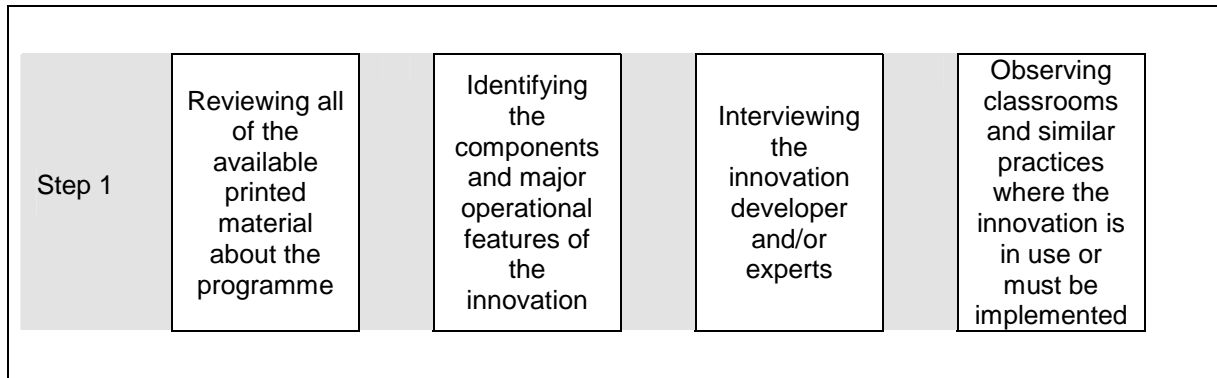 Step 1
Reviewing all
of the
available
printed
material
about the
programme
Identifying
the
components
and major
operational
features of
the
innovation
Interviewing
the
innovation
developer
and/or
experts
Observing
classrooms
and similar
practices
where the
innovation is
in use or
must be
implemented